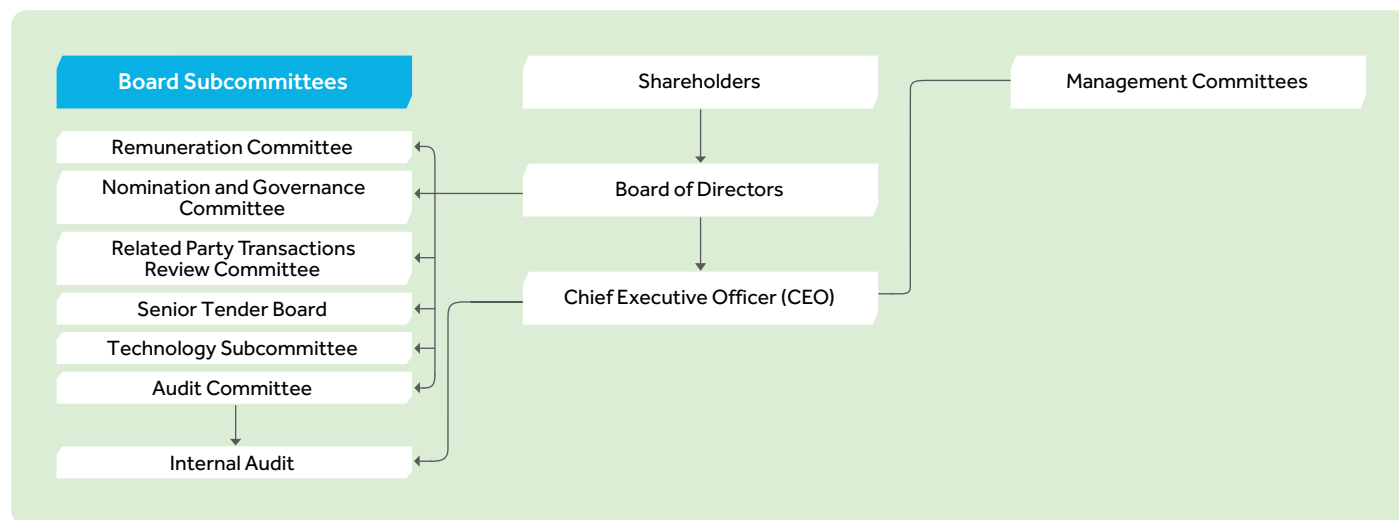 Board Subcommittees
Remuneration Committee
Nomination and Governance
Committee
Related Party Transactions
Review Committee
Senior Tender Board
Technology Subcommittee
Audit Committee
Internal Audit
Shareholders
Board of Directors
Chief Executive Officer (CEO)
Management Committees